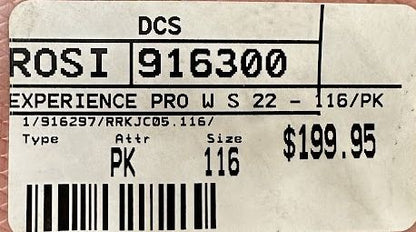 DCS
ROSI 916300
EXPERIENCE PRO W S 22 - 116/PK
1/916297/RRKJC05.116/
Type Attr Size $199.95
PK 116